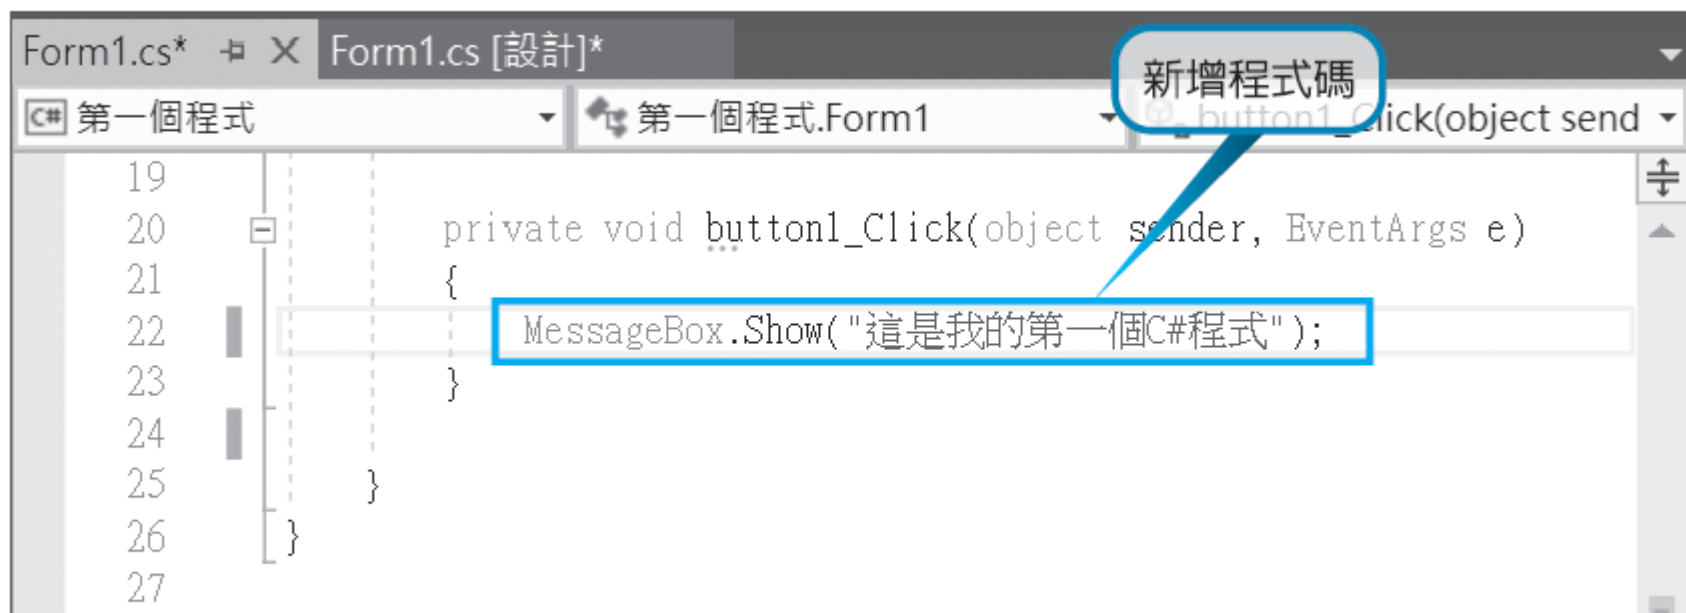 Form1.cs* Form1.cs [設計]*
新增程式碼
C# 第一個程式 第一個程式.Form1 button1_Click(object send
19
20 private void button1_Click(object sender, EventArgs e)
21 {
22 MessageBox.Show("這是我的第一個C#程式");
23 }
24
25 }
26 }
27